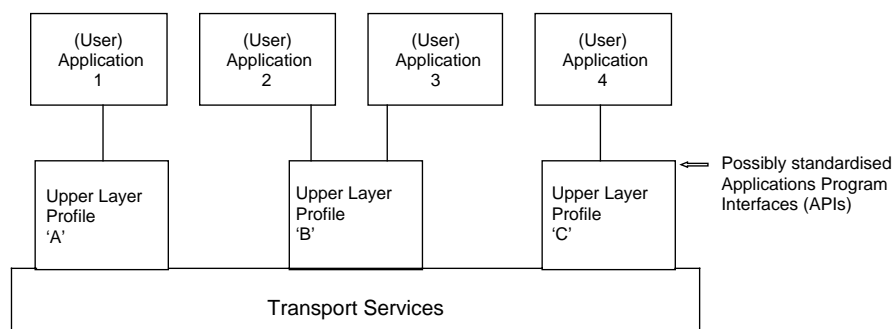 (User)
Application
1
(User)
Application
2
(User)
Application
3
(User)
Application
4
Upper Layer
Profile
‘A’
Upper Layer
Profile
‘B’
Upper Layer
Profile
‘C’
Possibly standardised
Applications Program
Interfaces (APIs)
Transport Services